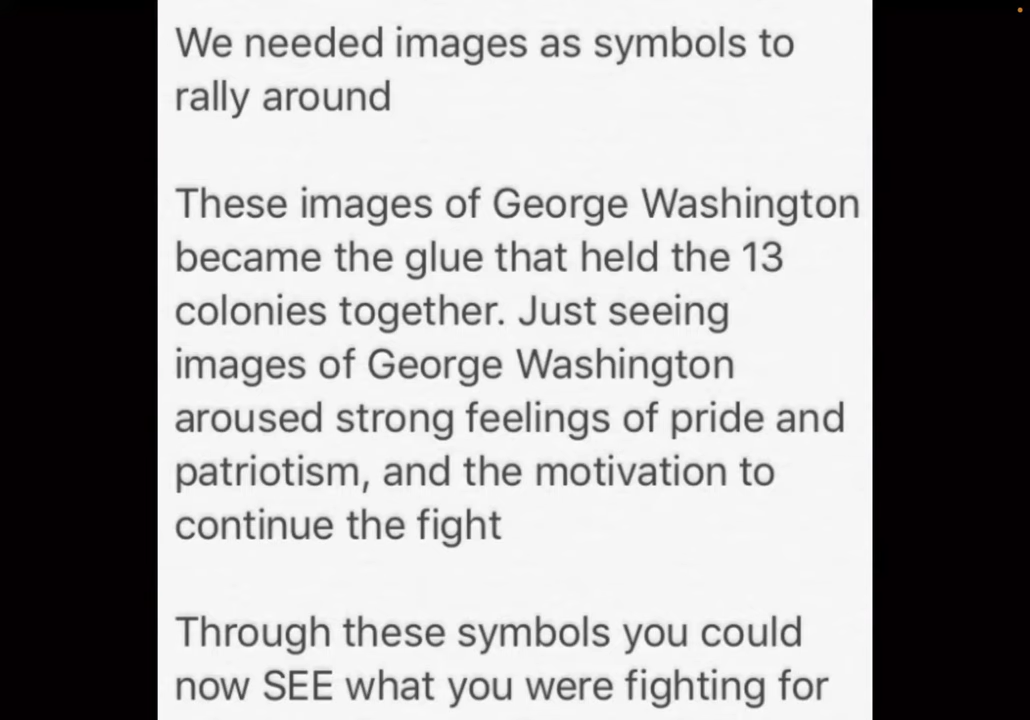 We needed images as symbols to
rally around
These images of George Washington
became the glue that held the 13
colonies together. Just seeing
images of George Washington
aroused strong feelings of pride and
patriotism, and the motivation to
continue the fight
Through these symbols you could
now SEE what you were fighting for